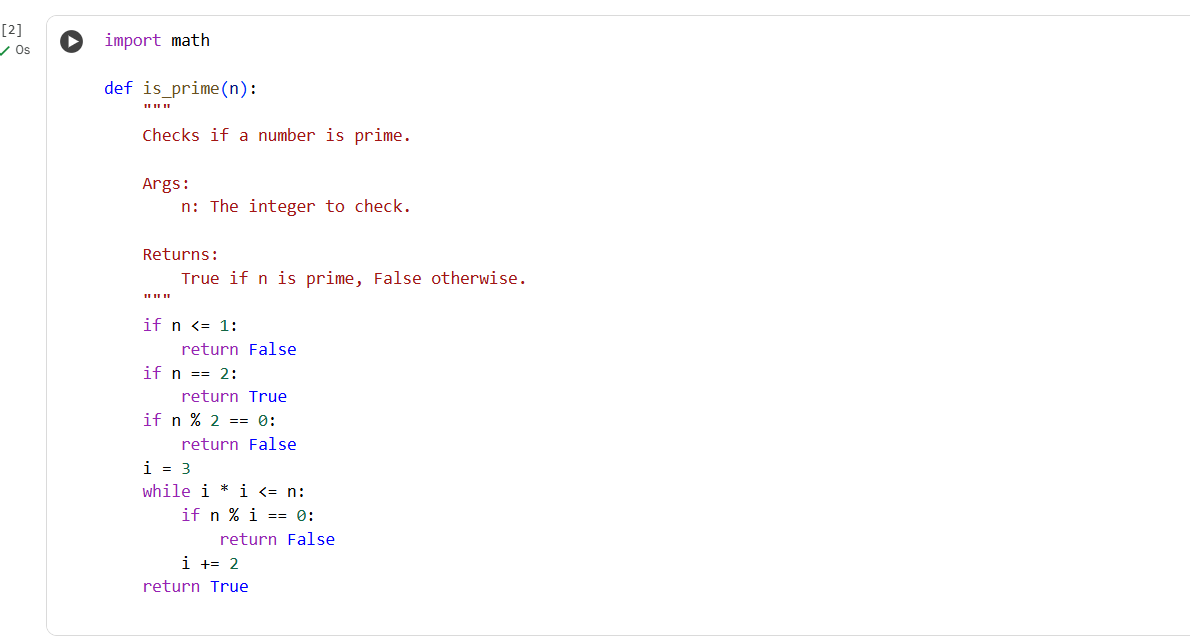 [2]
0s
import math
def is_prime(n):
    """
    Checks if a number is prime.
    Args:
        n: The integer to check.
    Returns:
        True if n is prime, False otherwise.
    """
    if n <= 1:
        return False
    if n == 2:
        return True
    if n % 2 == 0:
        return False
    i = 3
    while i * i <= n:
        if n % i == 0:
            return False
        i += 2
    return True